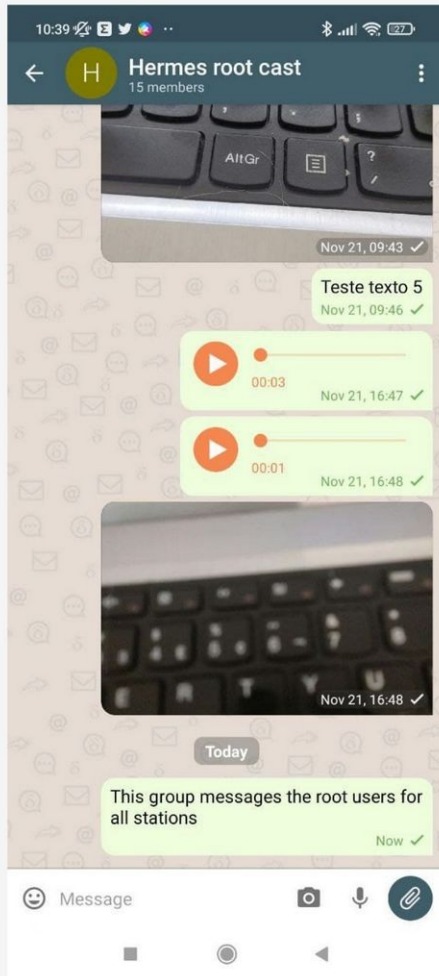 10:39
27
H
Hermes root cast
15 members
AltGr
?
/
Nov 21, 09:43
Teste texto 5
Nov 21, 09:46
00:03
Nov 21, 16:47
00:01
Nov 21, 16:48
E R T Y U
Nov 21, 16:48
Today
This group messages the root users for
all stations
Now
Message